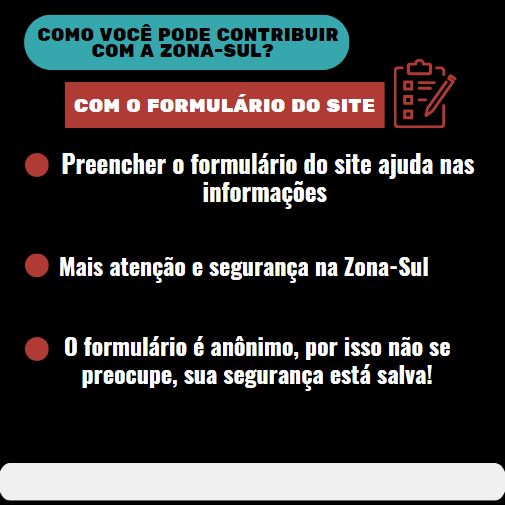 COMO VOCÊ PODE CONTRIBUIR
COM A ZONA-SUL?
COM O FORMULÁRIO DO SITE
Preencher o formulário do site ajuda nas
informações
Mais atenção e segurança na Zona-Sul
O formulário é anônimo, por isso não se
preocupe, sua segurança está salva!